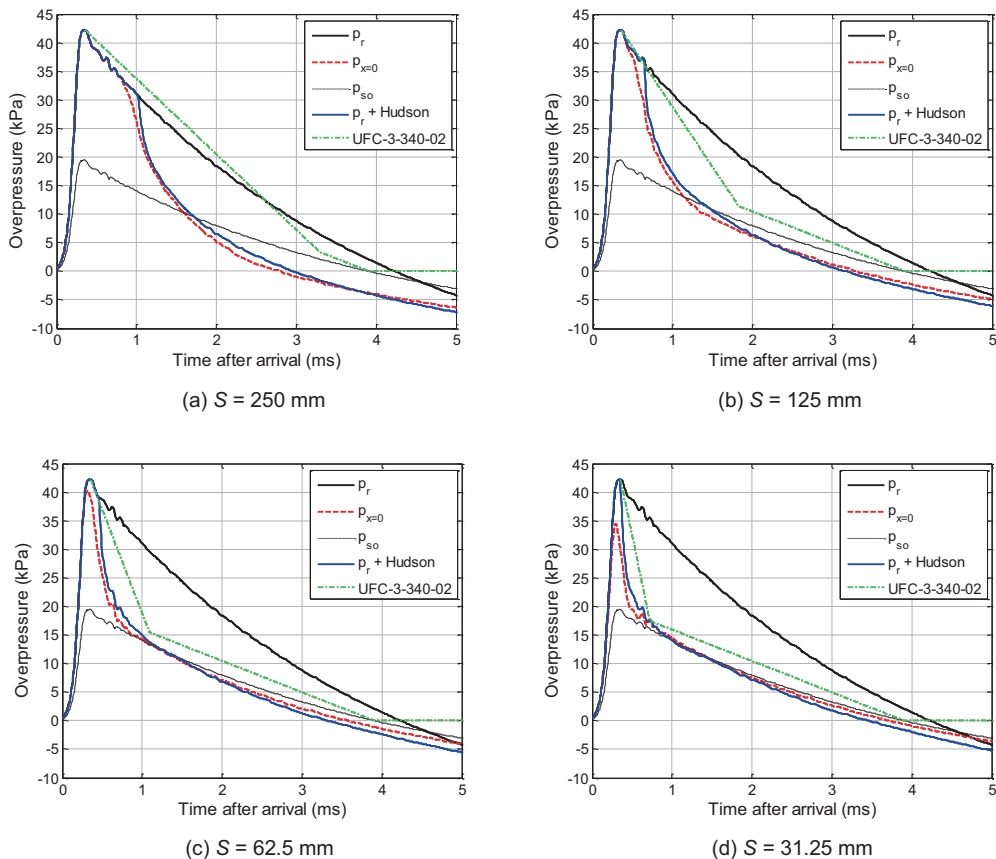 45
40
35
30
25
20
15
10
5
0
-5
-10
Overpressure (kPa)
0 1 2 3 4 5
Time after arrival (ms)
p_r
p_x=0
p_so
p_r + Hudson
UFC-3-340-02
(a) S = 250 mm
45
40
35
30
25
20
15
10
5
0
-5
-10
Overpressure (kPa)
0 1 2 3 4 5
Time after arrival (ms)
p_r
p_x=0
p_so
p_r + Hudson
UFC-3-340-02
(b) S = 125 mm
45
40
35
30
25
20
15
10
5
0
-5
-10
Overpressure (kPa)
0 1 2 3 4 5
Time after arrival (ms)
p_r
p_x=0
p_so
p_r + Hudson
UFC-3-340-02
(c) S = 62.5 mm
45
40
35
30
25
20
15
10
5
0
-5
-10
Overpressure (kPa)
0 1 2 3 4 5
Time after arrival (ms)
p_r
p_x=0
p_so
p_r + Hudson
UFC-3-340-02
(d) S = 31.25 mm